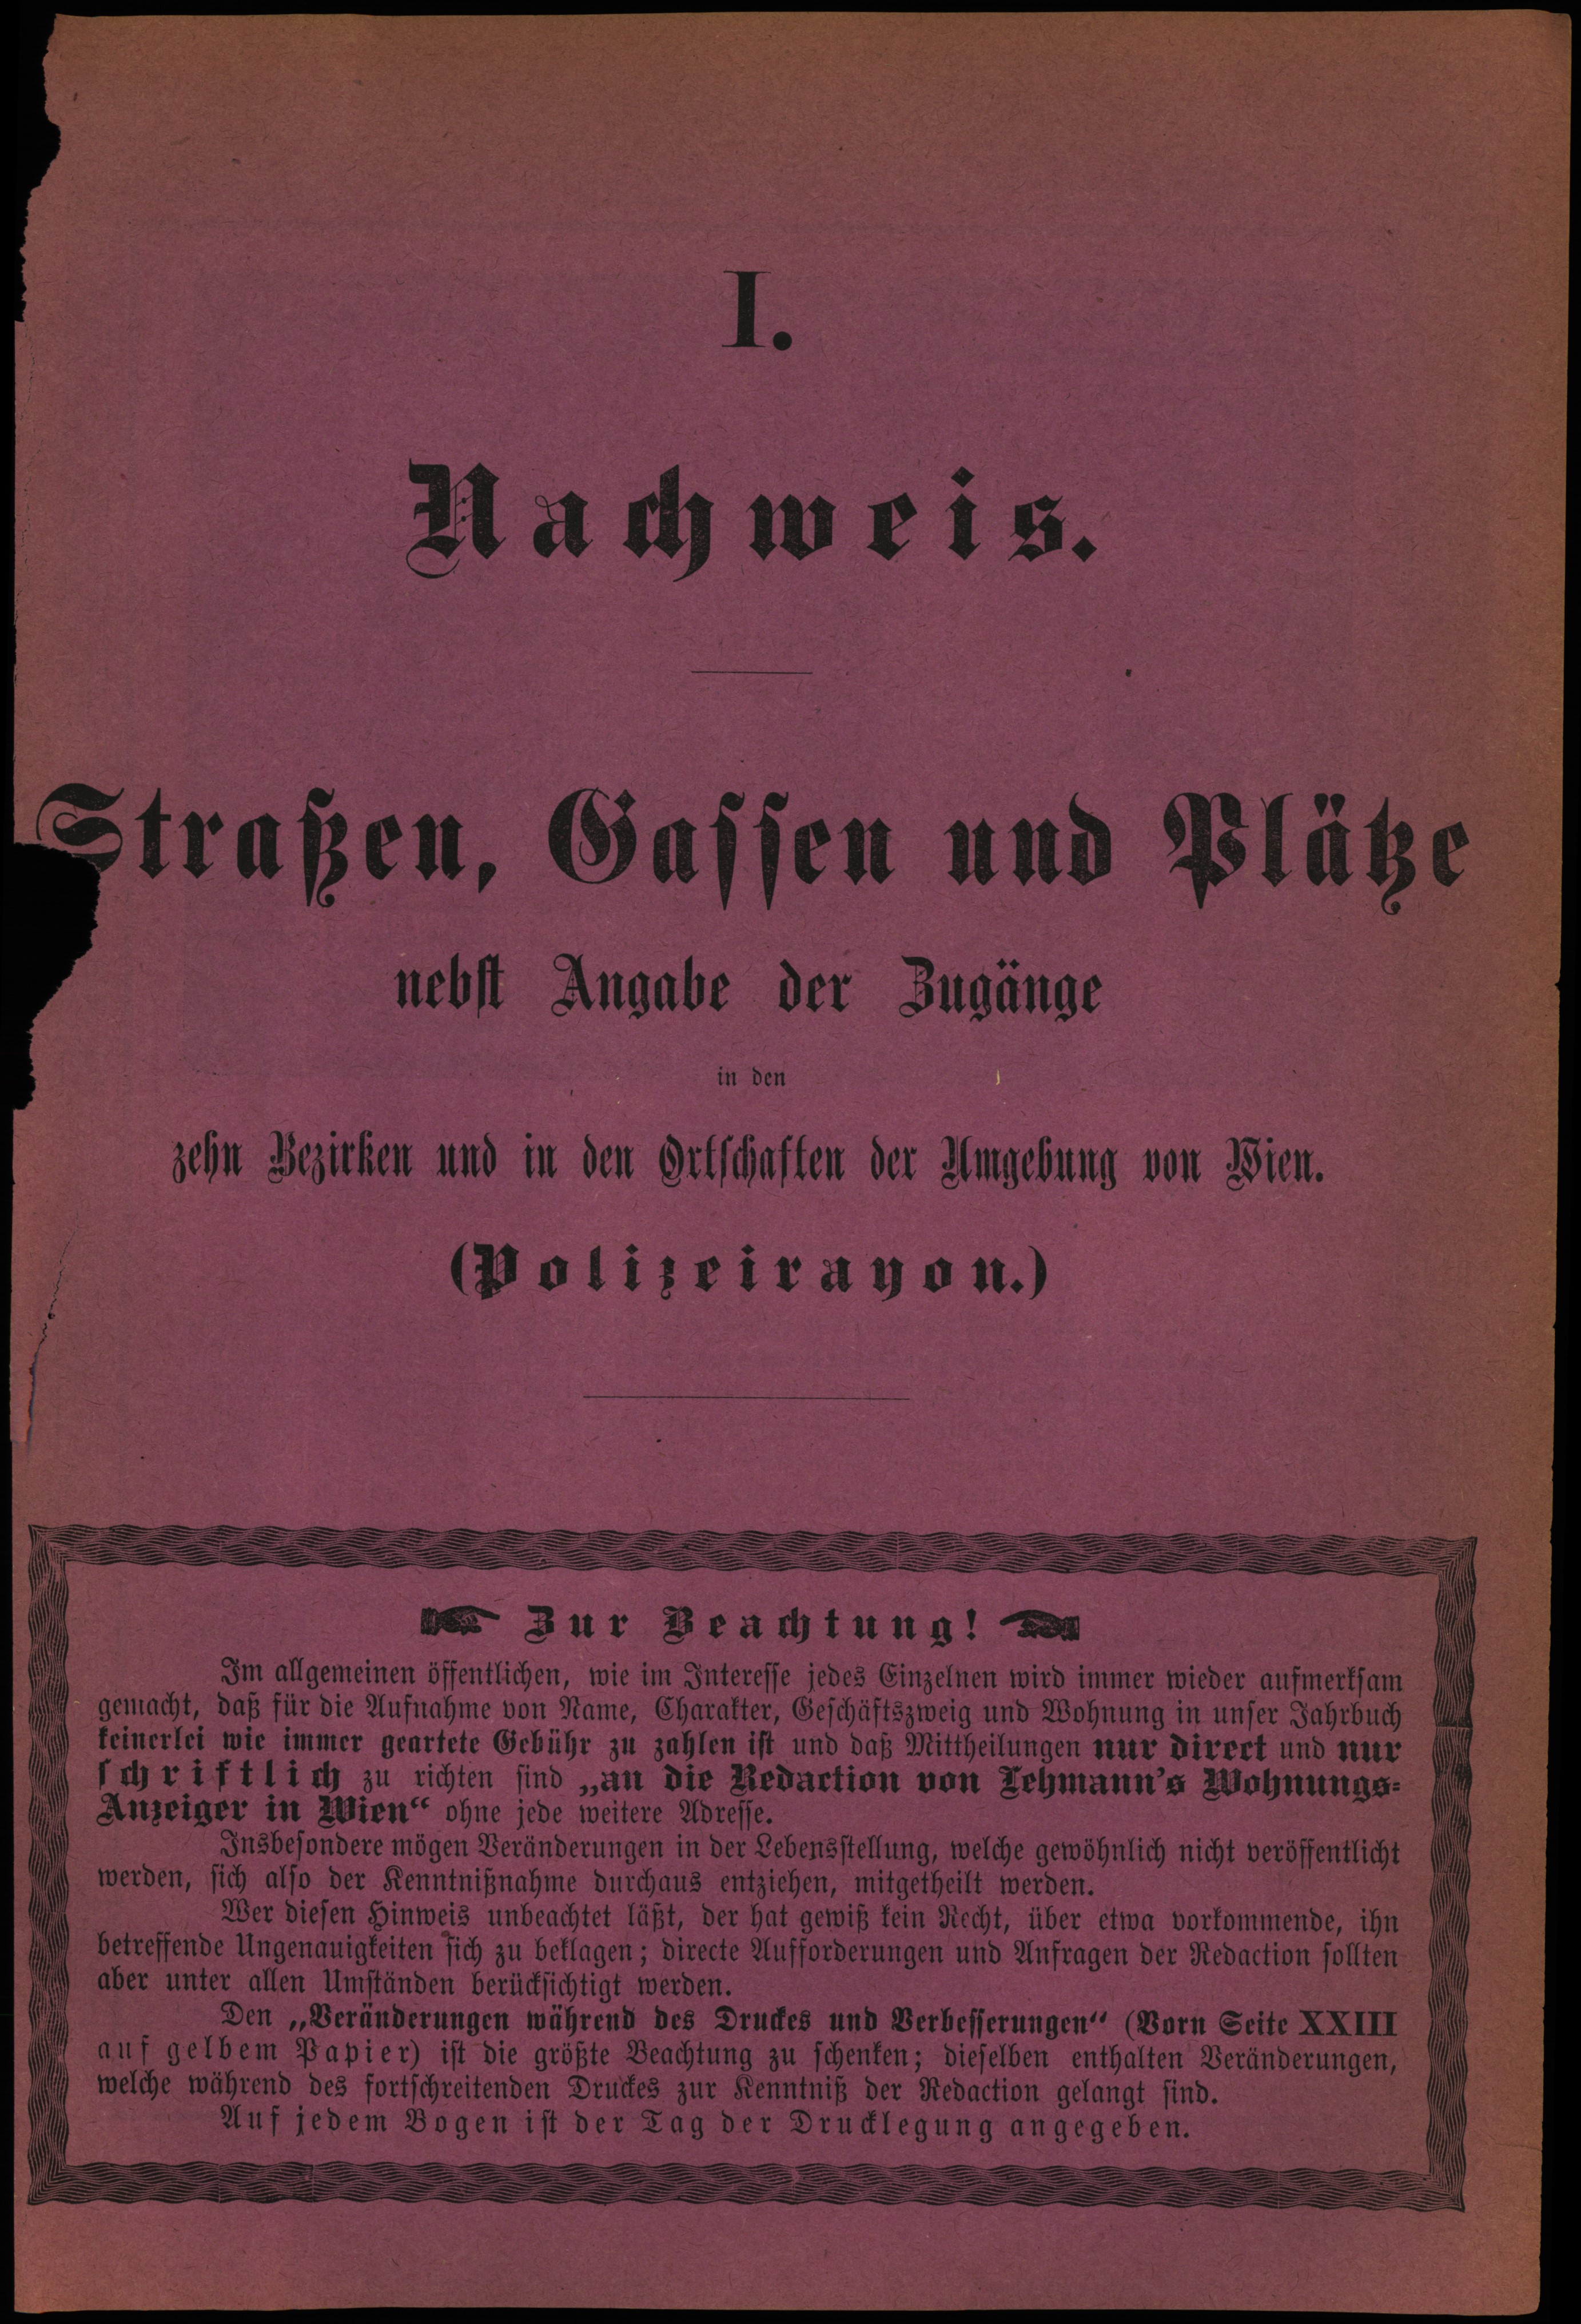 I.
Nachweis.
Straßen, Gassen und Plätze
nebst Angabe der Zugänge
in den
zehn Bezirken und in den Ortschaften der Umgebung von Wien.
(Polizeirayon.)
Zur Beachtung!
Im allgemeinen öffentlichen, wie im Interesse jedes Einzelnen wird immer wieder aufmerksam
gemacht, daß für die Aufnahme von Name, Charakter, Geschäftszweig und Wohnung in unser Jahrbuch
keinerlei wie immer geartete Gebühr zu zahlen ist und daß Mittheilungen nur direct und nur
schriftlich zu richten sind „an die Redaction von Lehmann's Wohnungs-
Anzeiger in Wien“ ohne jede weitere Adresse.
Insbesondere mögen Veränderungen in der Lebensstellung, welche gewöhnlich nicht veröffentlicht
werden, sich also der Kenntnißnahme durchaus entziehen, mitgetheilt werden.
Wer diesen Hinweis unbeachtet läßt, der hat gewiß kein Recht, über etwa vorkommende, ihn
betreffende Ungenauigkeiten sich zu beklagen; directe Aufforderungen und Anfragen der Redaction sollten
aber unter allen Umständen berücksichtigt werden.
Den „Veränderungen während des Druckes und Verbesserungen“ (Vorn Seite XXIII
auf gelbem Papier) ist die größte Beachtung zu schenken; dieselben enthalten Veränderungen,
welche während des fortschreitenden Druckes zur Kenntniß der Redaction gelangt sind.
Auf jedem Bogen ist der Tag der Drucklegung angegeben.